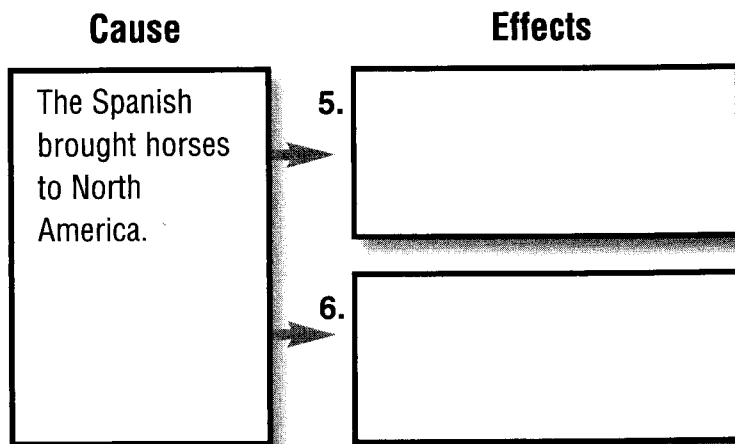 Cause
Effects
The Spanish
brought horses
to North
America.
5.
6.